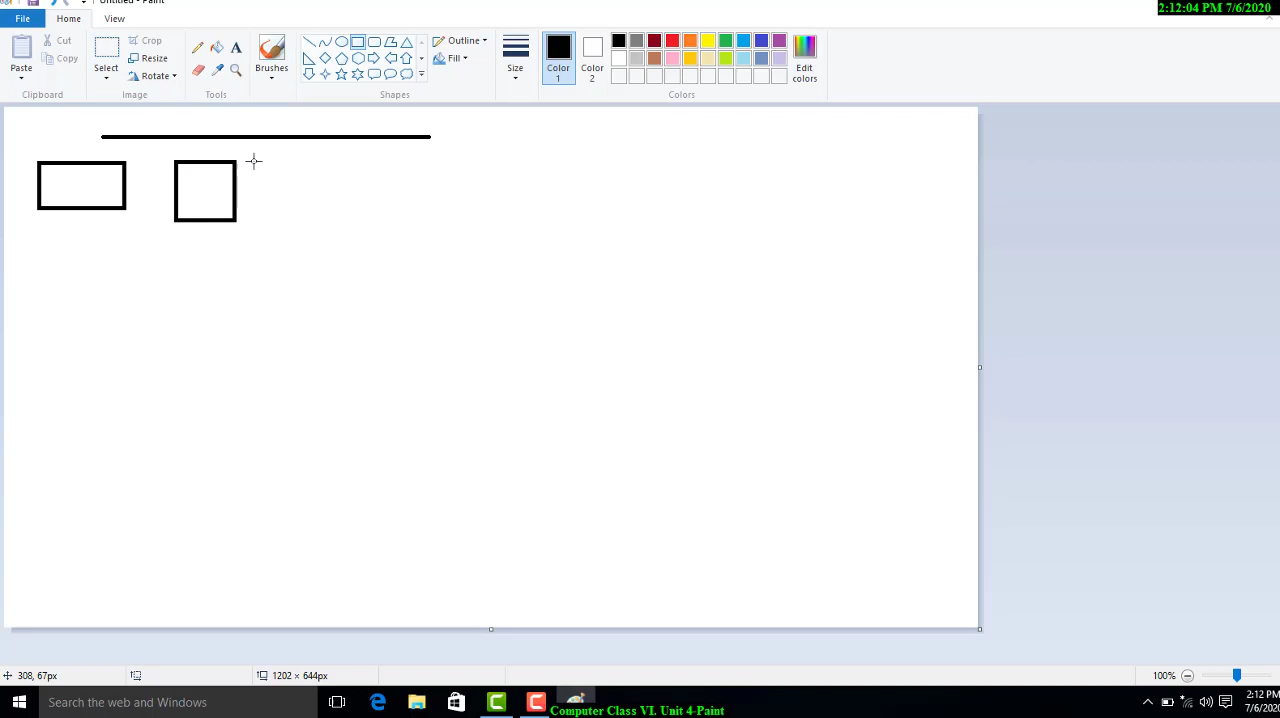 Untitled - Paint
2:12:04 PM 7/6/2020
File
Home
View
Paste
Cut
Copy
Clipboard
Select
Crop
Resize
Rotate
Image
A
Tools
Brushes
Outline
Fill
Shapes
Size
Color
1
Color
2
Edit
colors
Colors
308, 67px
1202 × 644px
100%
Search the web and Windows
Computer Class VI. Unit 4-Paint
2:12 PM
7/6/2020